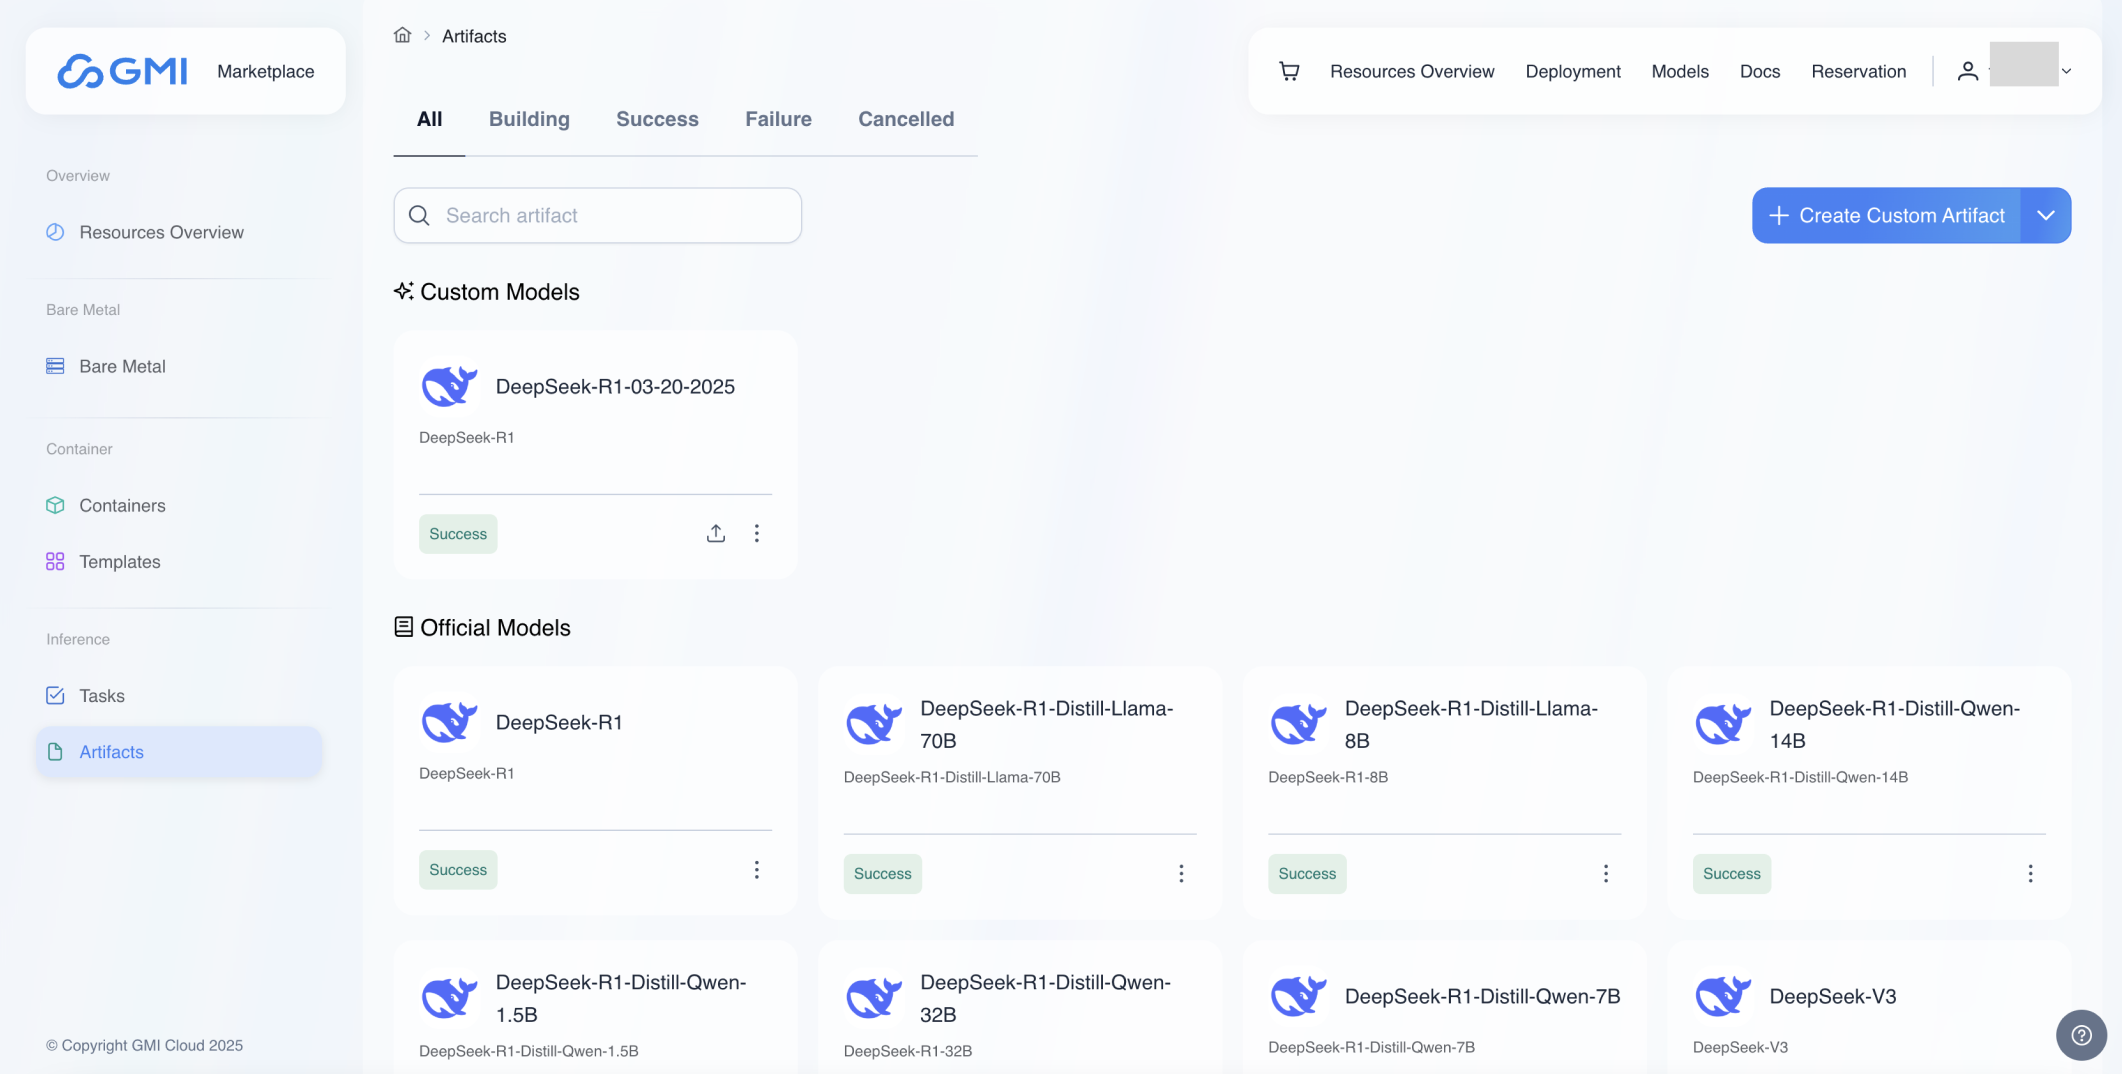 GMI Marketplace
Artifacts
Resources Overview Deployment Models Docs Reservation
All Building Success Failure Cancelled
Search artifact
Create Custom Artifact
Overview
Resources Overview
Bare Metal
Bare Metal
Container
Containers
Templates
Inference
Tasks
Artifacts
© Copyright GMI Cloud 2025
Custom Models
DeepSeek-R1-03-20-2025
DeepSeek-R1
Success
Official Models
DeepSeek-R1
DeepSeek-R1
Success
DeepSeek-R1-Distill-Llama-
70B
DeepSeek-R1-Distill-Llama-70B
Success
DeepSeek-R1-Distill-Llama-
8B
DeepSeek-R1-8B
Success
DeepSeek-R1-Distill-Qwen-
14B
DeepSeek-R1-Distill-Qwen-14B
Success
DeepSeek-R1-Distill-Qwen-
1.5B
DeepSeek-R1-Distill-Qwen-1.5B
DeepSeek-R1-Distill-Qwen-
32B
DeepSeek-R1-32B
DeepSeek-R1-Distill-Qwen-7B
DeepSeek-R1-Distill-Qwen-7B
DeepSeek-V3
DeepSeek-V3